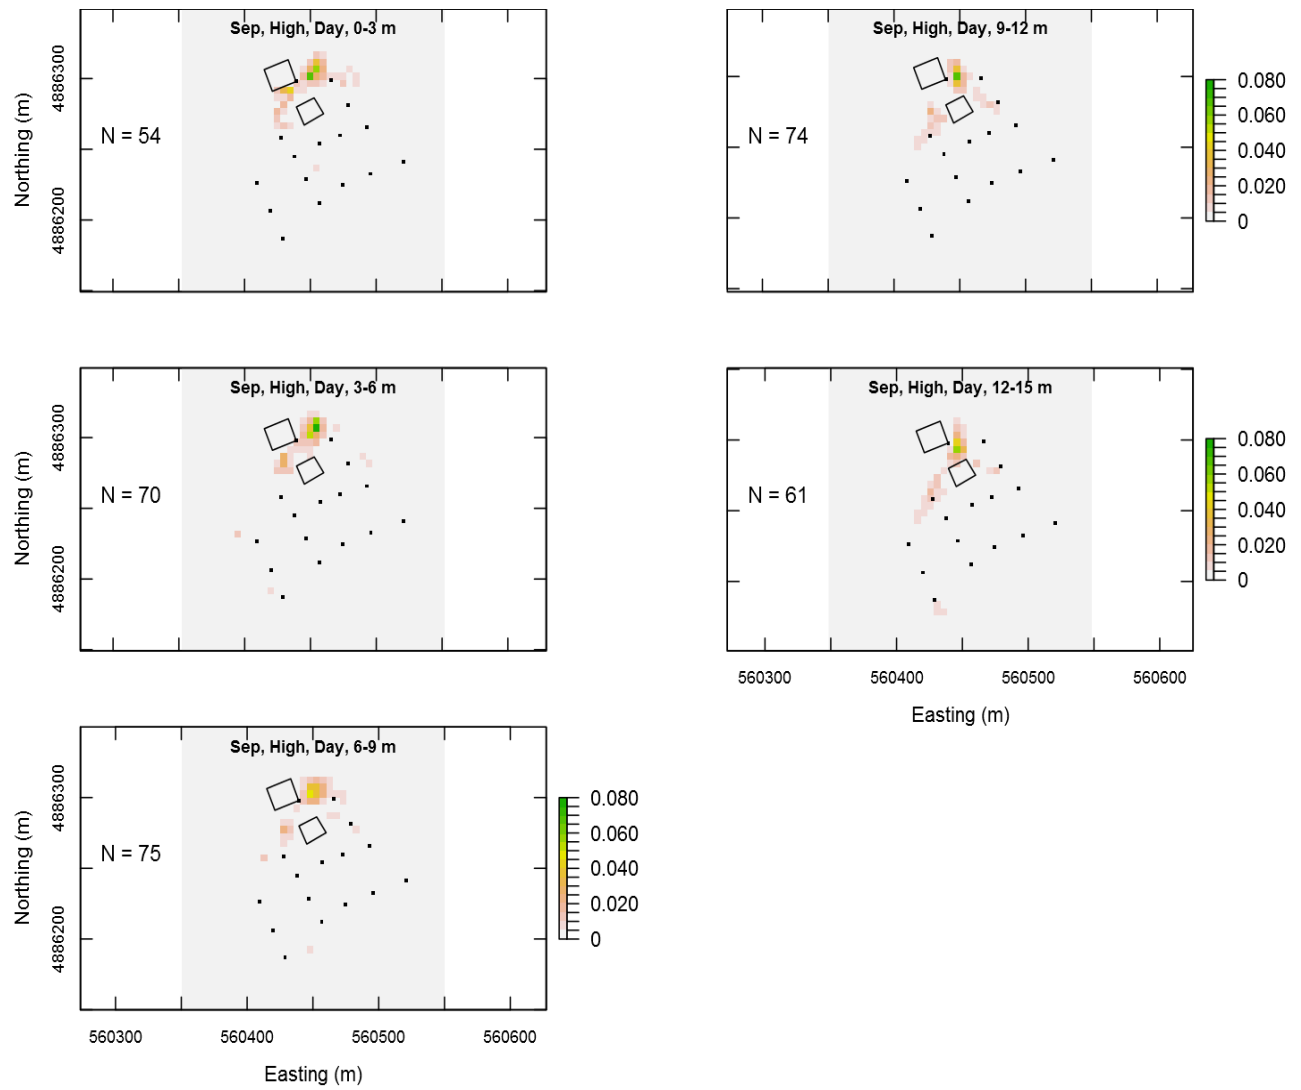 Sep, High, Day, 0-3 m
Northing (m)
4886300
4886200
N = 54
Sep, High, Day, 9-12 m
N = 74
0.080
0.060
0.040
0.020
0
Sep, High, Day, 3-6 m
Northing (m)
4886300
4886200
N = 70
Sep, High, Day, 12-15 m
N = 61
0.080
0.060
0.040
0.020
0
560300 560400 560500 560600
Easting (m)
Sep, High, Day, 6-9 m
Northing (m)
4886300
4886200
N = 75
0.080
0.060
0.040
0.020
0
560300 560400 560500 560600
Easting (m)